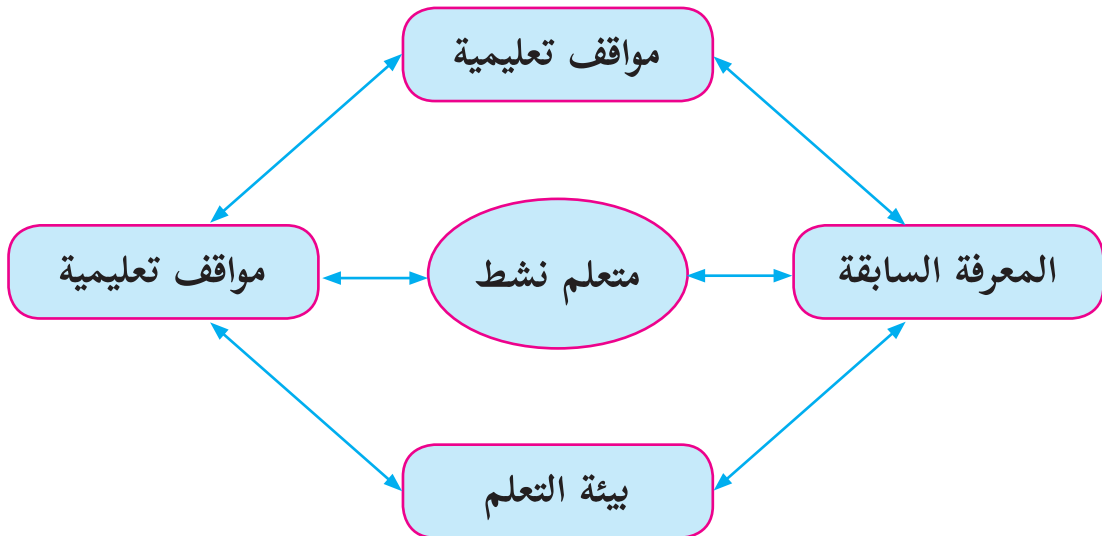 مواقف تعليمية
المعرفة السابقة
متعلم نشط
مواقف تعليمية
بيئة التعلم